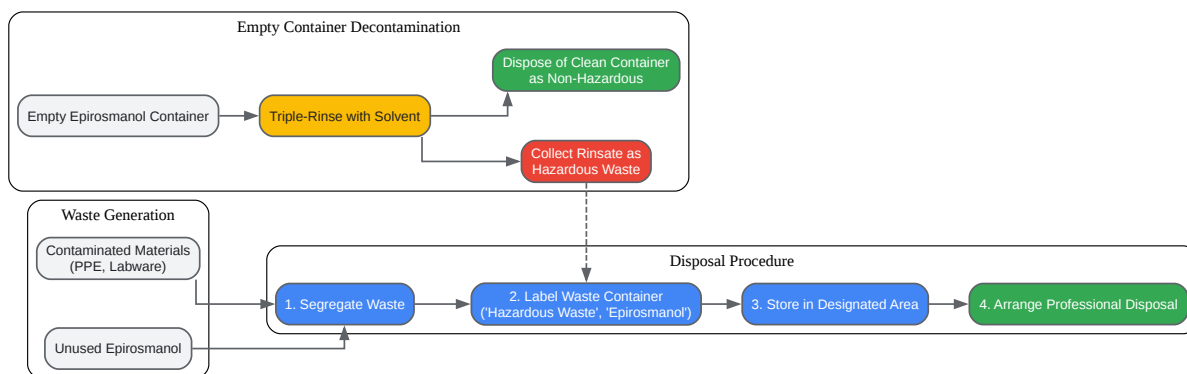 Empty Container Decontamination
Dispose of Clean Container
as Non-Hazardous
Empty Epirosmanol Container
Triple-Rinse with Solvent
Collect Rinsate as
Hazardous Waste
Waste Generation
Contaminated Materials
(PPE, Labware)
Unused Epirosmanol
Disposal Procedure
1. Segregate Waste
2. Label Waste Container
('Hazardous Waste', 'Epirosmanol')
3. Store in Designated Area
4. Arrange Professional Disposal